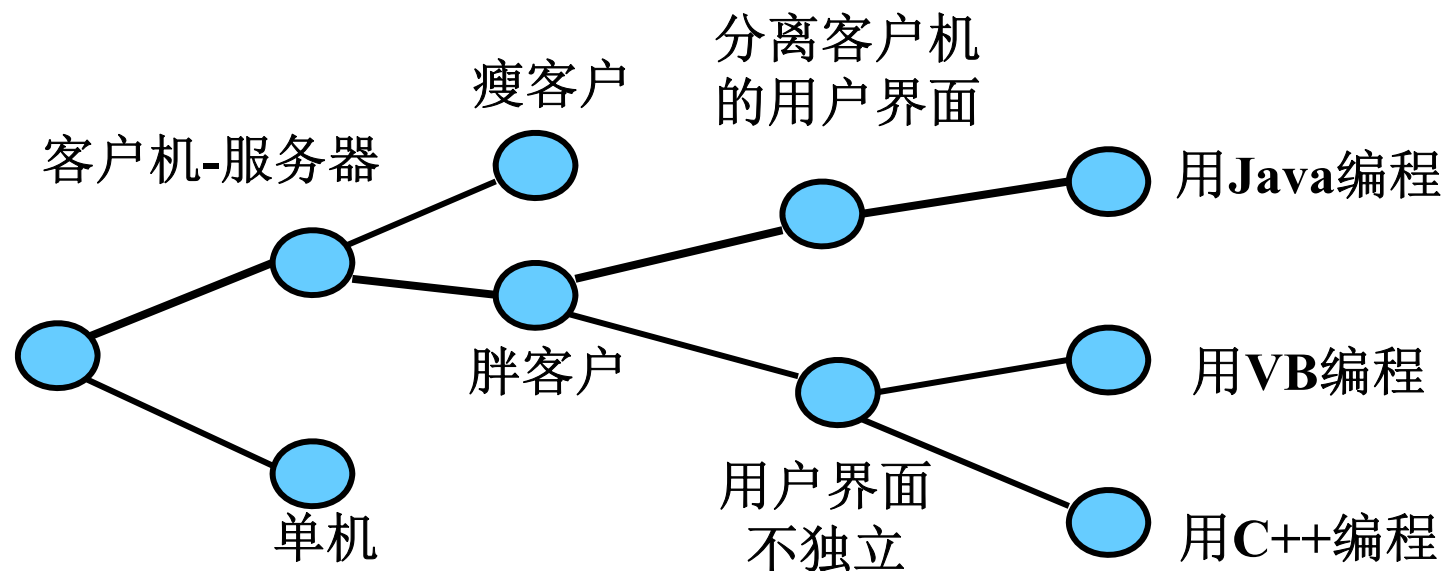 分离客户机
的用户界面
瘦客户
客户机-服务器
用Java编程
胖客户
用VB编程
用户界面
不独立
单机
用C++编程